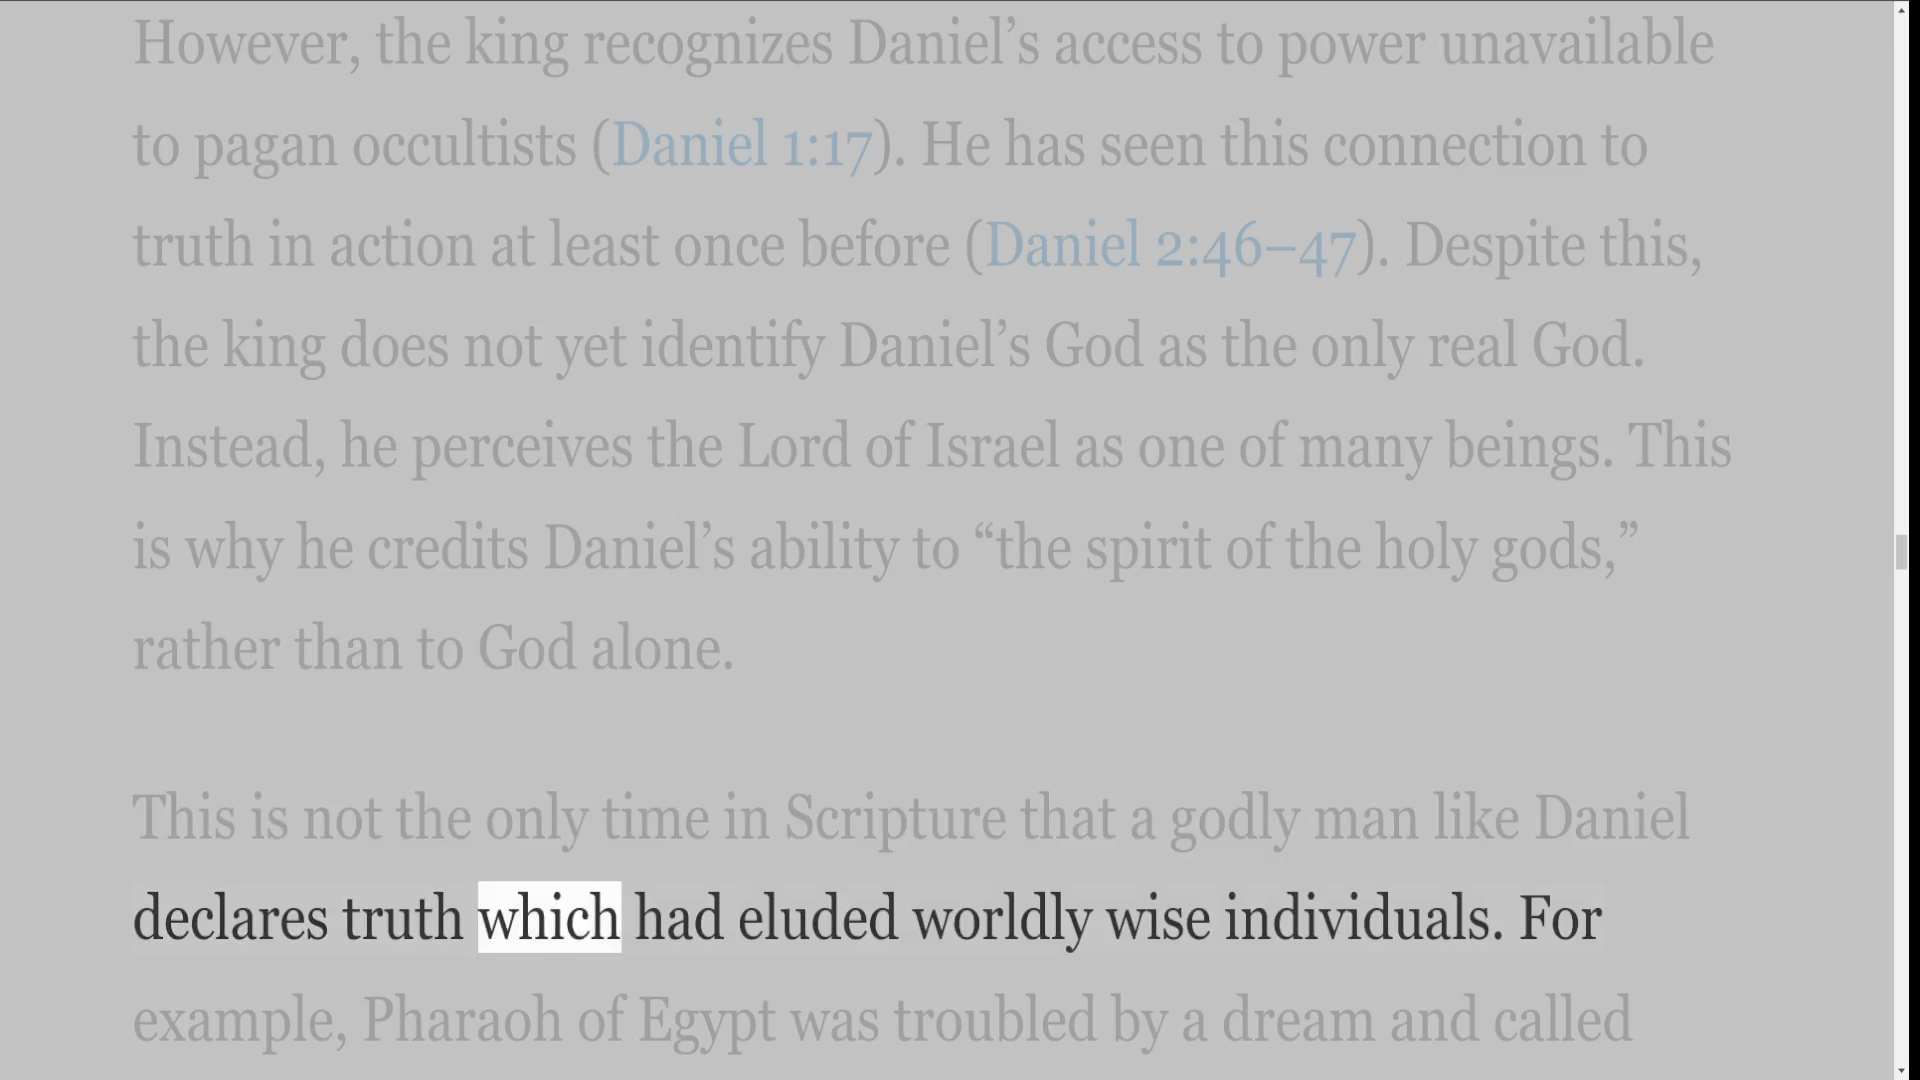 However, the king recognizes Daniel’s access to power unavailable
to pagan occultists (Daniel 1:17). He has seen this connection to
truth in action at least once before (Daniel 2:46–47). Despite this,
the king does not yet identify Daniel’s God as the only real God.
Instead, he perceives the Lord of Israel as one of many beings. This
is why he credits Daniel’s ability to “the spirit of the holy gods,”
rather than to God alone.
This is not the only time in Scripture that a godly man like Daniel
declares truth which had eluded worldly wise individuals. For
example, Pharaoh of Egypt was troubled by a dream and called